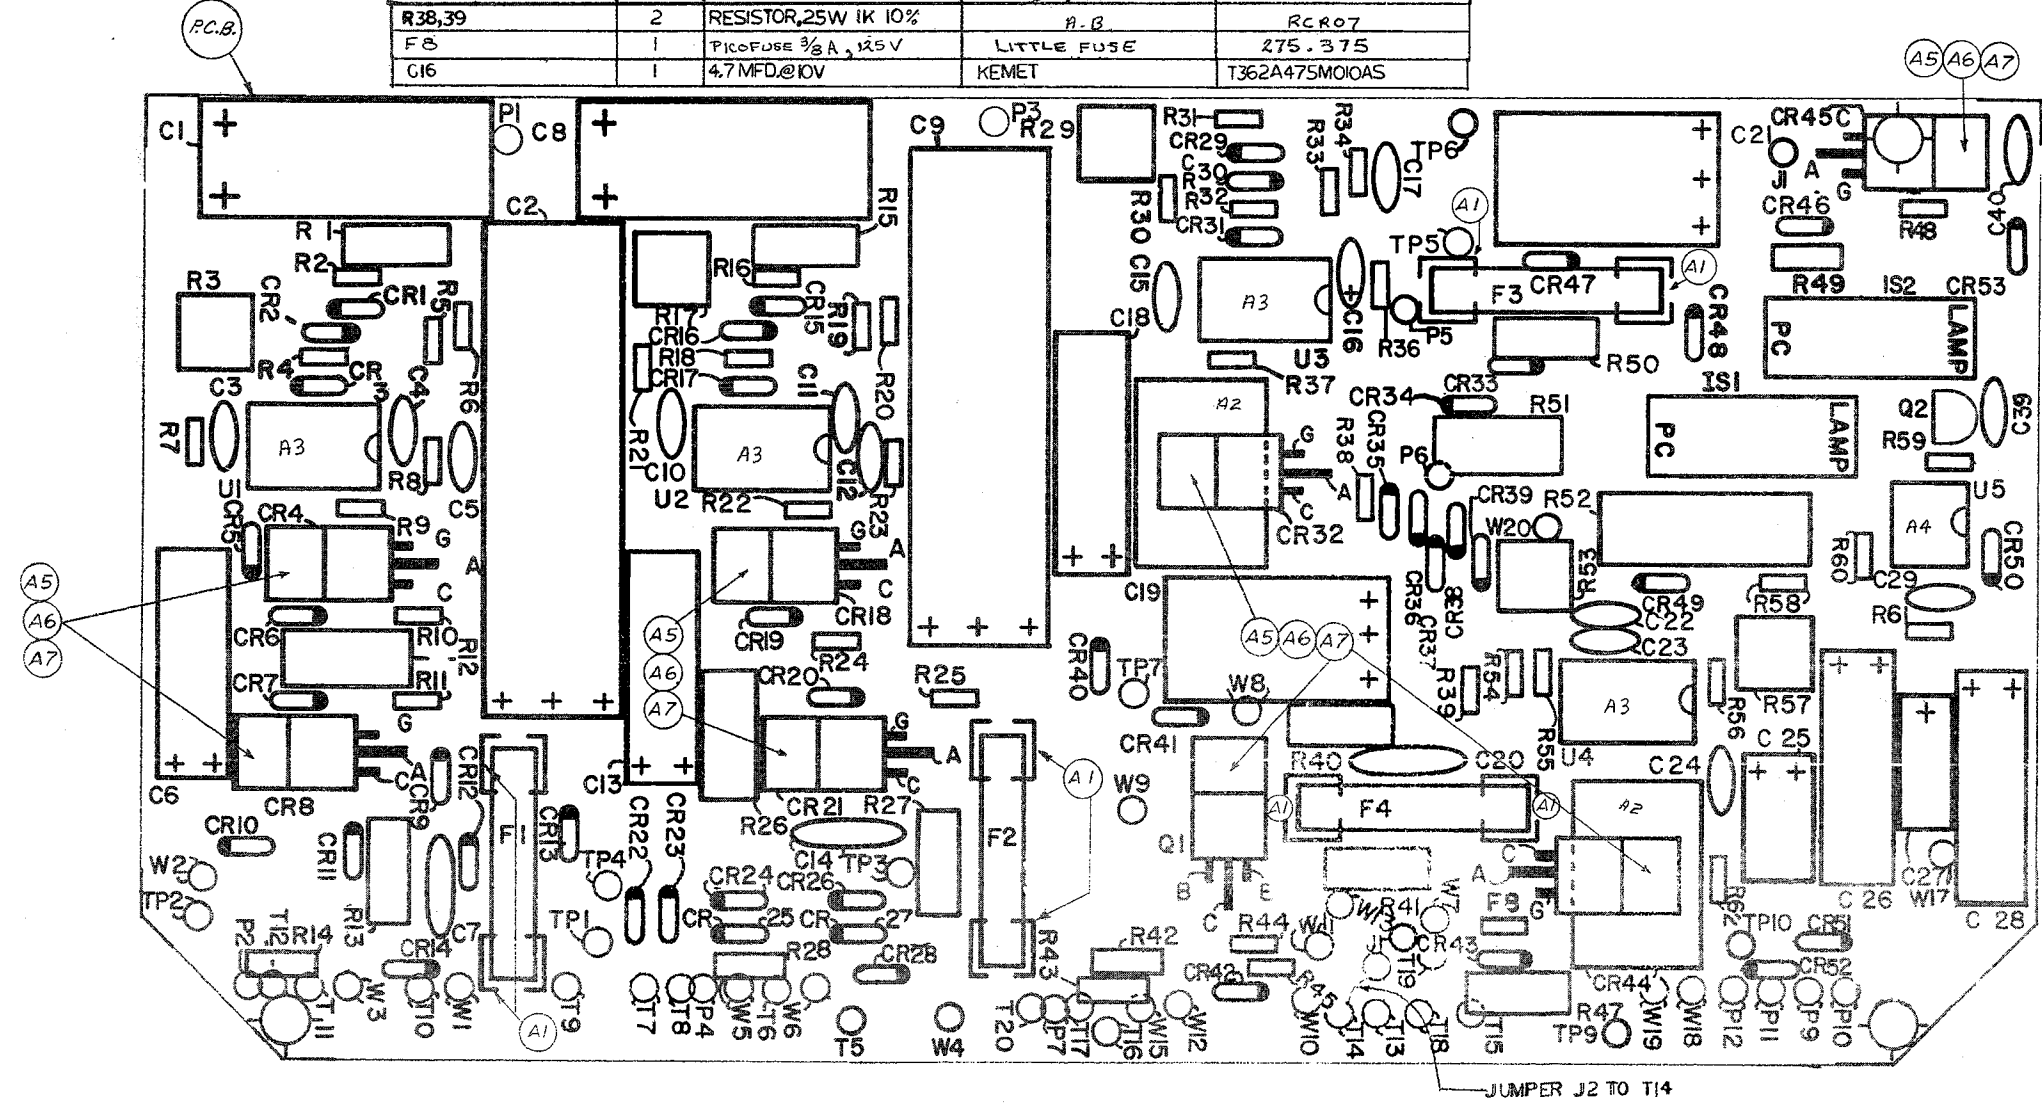 R38,39 2 RESISTOR,.25W 1K 10% A-B RCR07
F8 1 PICOFUSE 3/8A, 125V LITTLE FUSE 275.375
C16 1 4.7 MFD.@10V KEMET T362A475M010AS
P.C.B.
A5 A6 A7
C1 + P1 C8 + C9 P3 R29 R31 R34 TP6 + C21 CR45 C
CR29 R33 C17 J1 A
C30 R G
+ C2 + R15 R30 R32 A1 + CR46 R48 C40
R1 CR31 TP5 +
R2 R16 C15 A1 R49 IS2 CR53
R3 CR2 CR1 R5 R17 CR15 R19 C18 A3 + C16 F3 CR47 CR48
CR16 R36 P5 PC LAMP
R4 CR3 R6 R18 U3 R50
C3 C4 CR17 C11 R20 R37 CR33 IS1
A2 CR34 R51 Q2 C39
R7 A3 R21 A3 G R38 CR35 PC LAMP R59
U1 R8 C10 C12 A P6
CR5 CR4 R9 C5 U2 R22 R23 C CR39 R52 U5
G G A CR32 W20 A4 CR50
A5 A A5 + + R53 R60
A6 C C C19 + CR36 CR38 CR49 R58 C29
A7 CR6 R10 CR19 CR18 + + + A5 A6 A7 + CR37 C22 R61
R12 A6 R24 CR40 TP7 C23
CR7 R11 A7 CR20 R25 + R39 R54 + + + +
+ + + W8 A3 R56 R57
G G CR41 R55 U4 C25 +
+ + A + + A A1 R40 C20 C24 + +
C6 CR8 C CR9 CR12 C13 CR21 C R27 W9 A1 F4 A1 A2
CR10 CR11 F1 CR13 CR22 CR23 R26 F2 Q1
W2 TP4 C14 TP3 C
TP2 CR24 CR26 B E A C27
R13 C7 TP1 CR 25 CR 27 C W13 R41 W7 F8 G R62 C26 W17 C28
P2 T12 R14 CR14 R28 CR28 R43 R42 R44 W11 T19 CR43 TP10 CR51
CR42 R45 CR44 CR52
T11 W3 T10 W1 A1 T9 T7 T8 P4 W5 T6 W6 T5 W4 T20 P7 T17 T16 W15 W12 W10 T14 T13 T18 T15 R47 TP9 W19 W18 P12 P11 P9 P10
JUMPER J2 TO T14